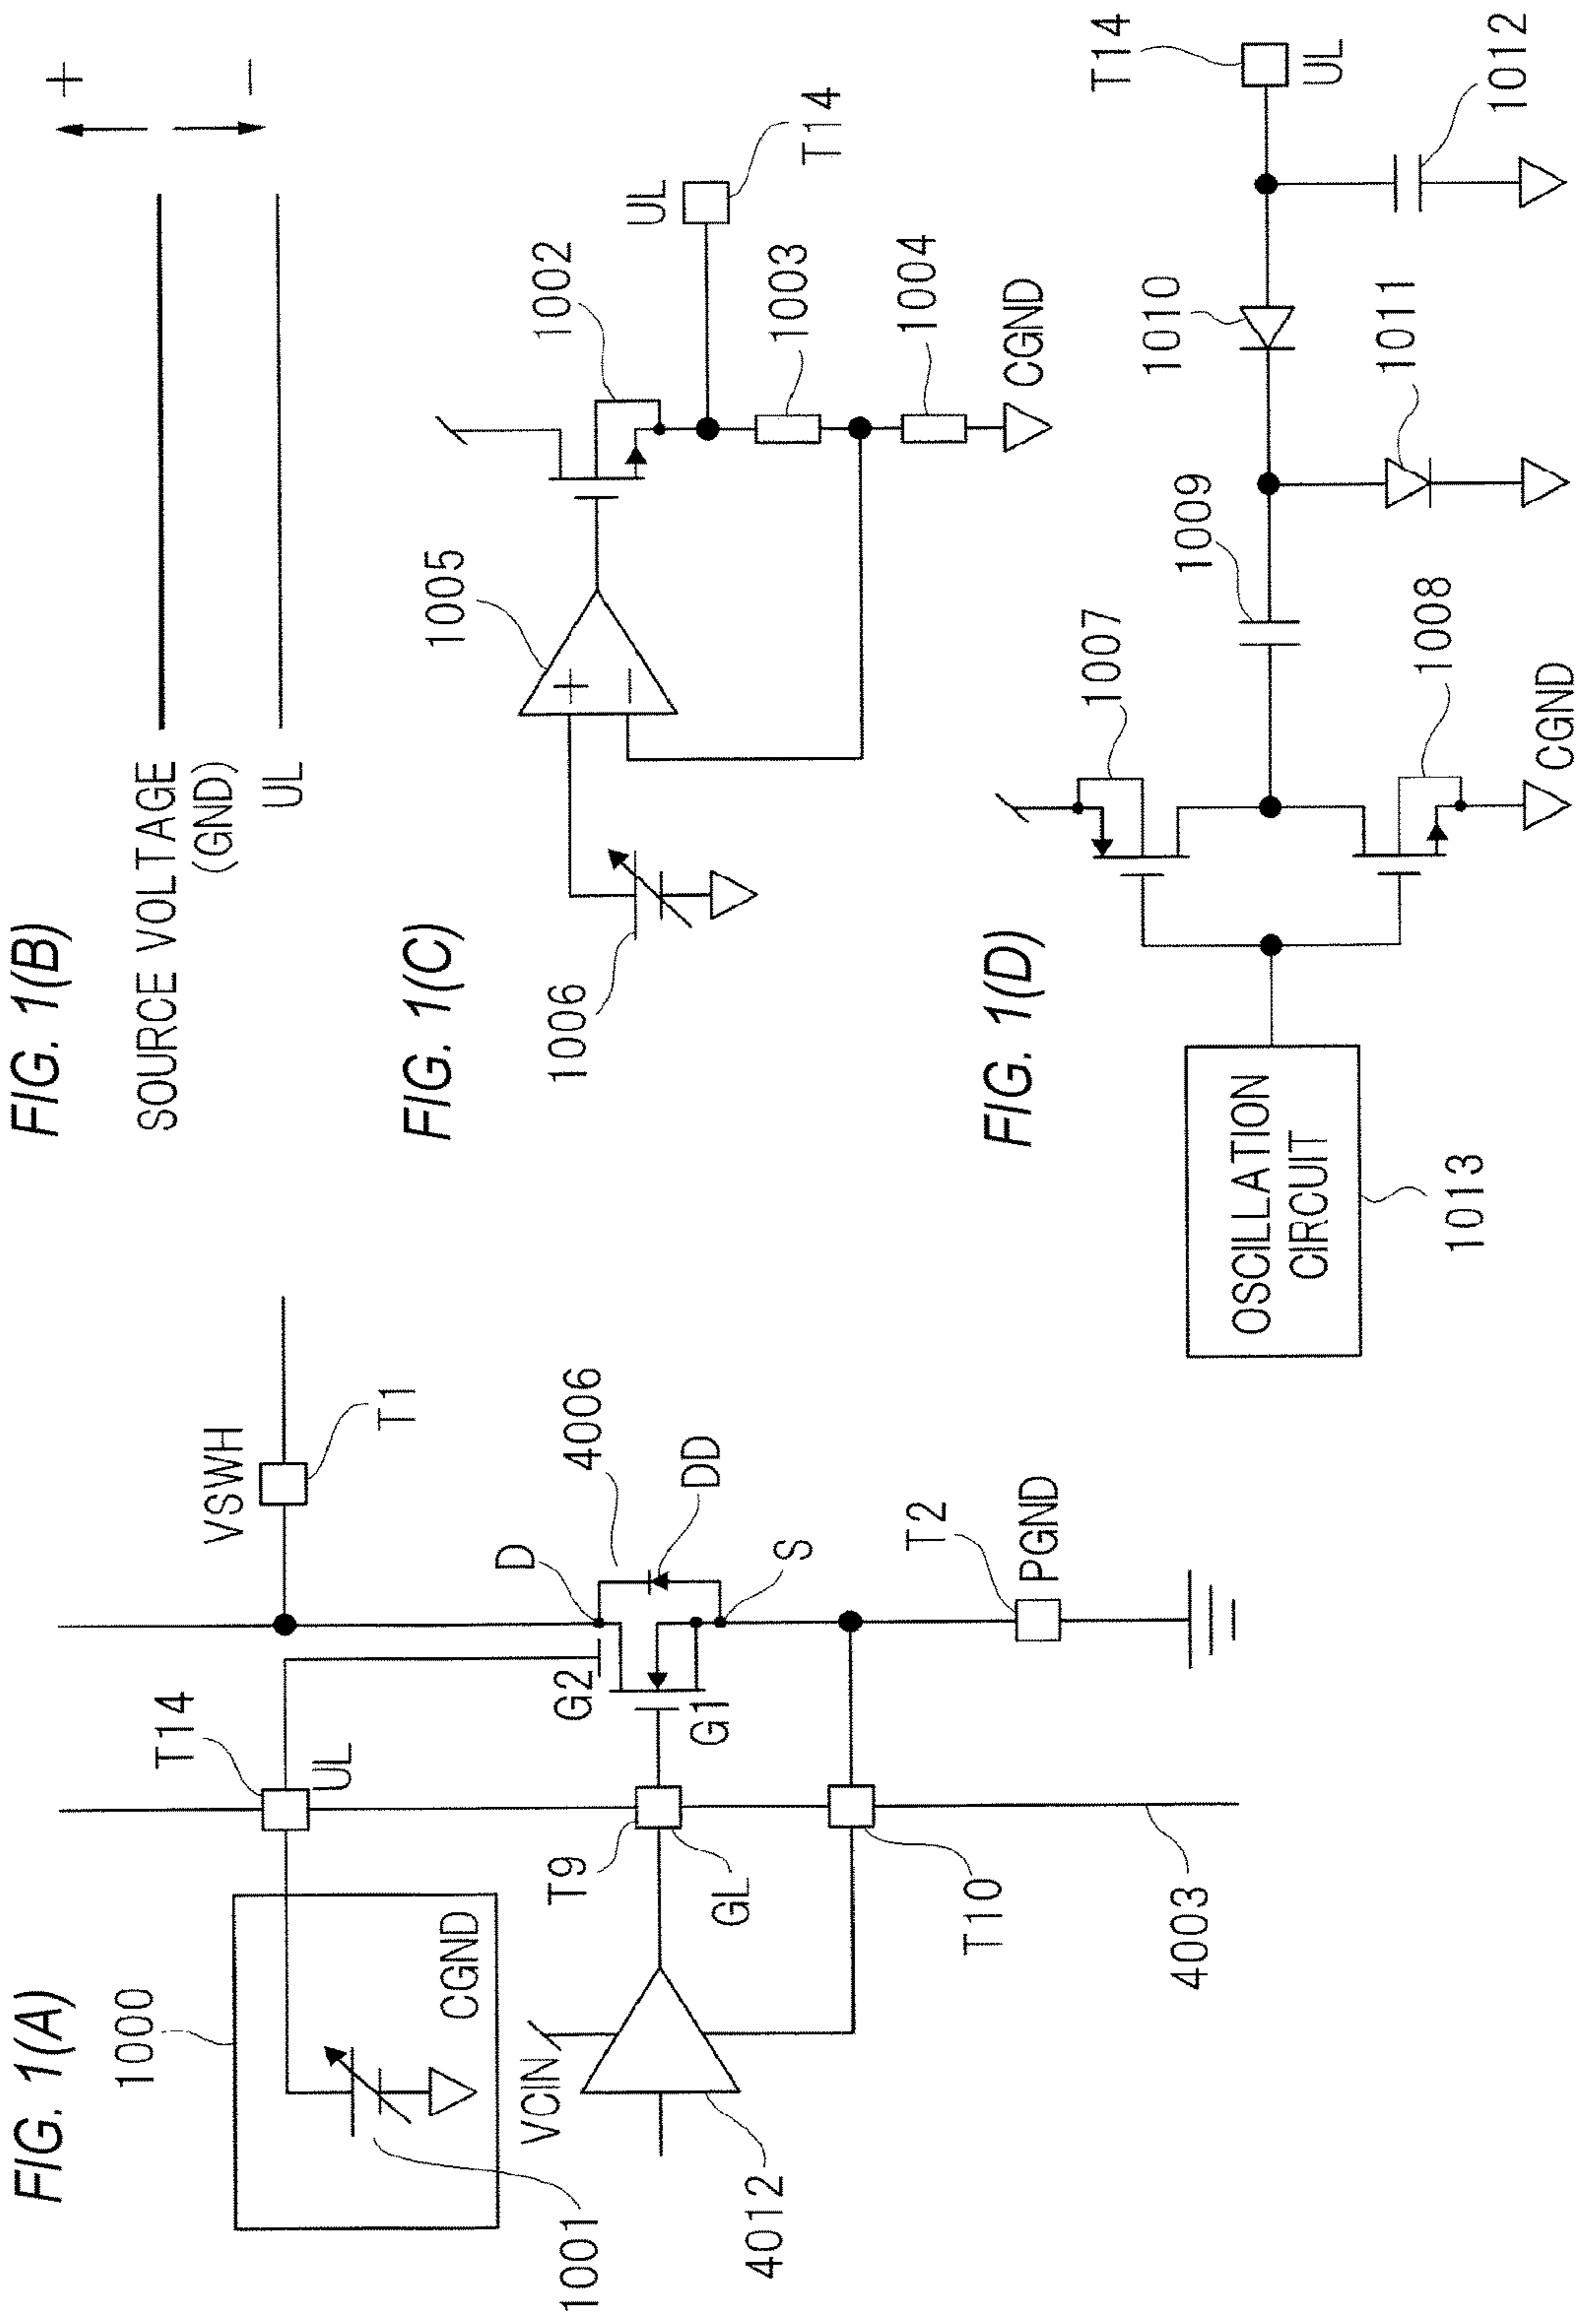 FIG. 1(A)
1000
1001
CGND
T14
UL
VSWH
T1
VCIN
4012
T9
GL
G2
G1
D
4006
DD
S
T10
T2
PGND
4003
FIG. 1(B)
SOURCE VOLTAGE
(GND)
UL
+
−
FIG. 1(C)
1006
1005
+
−
1002
UL
T14
1003
1004
CGND
FIG. 1(D)
OSCILLATION
CIRCUIT
1013
1007
1008
CGND
1009
1010
1011
T14
UL
1012